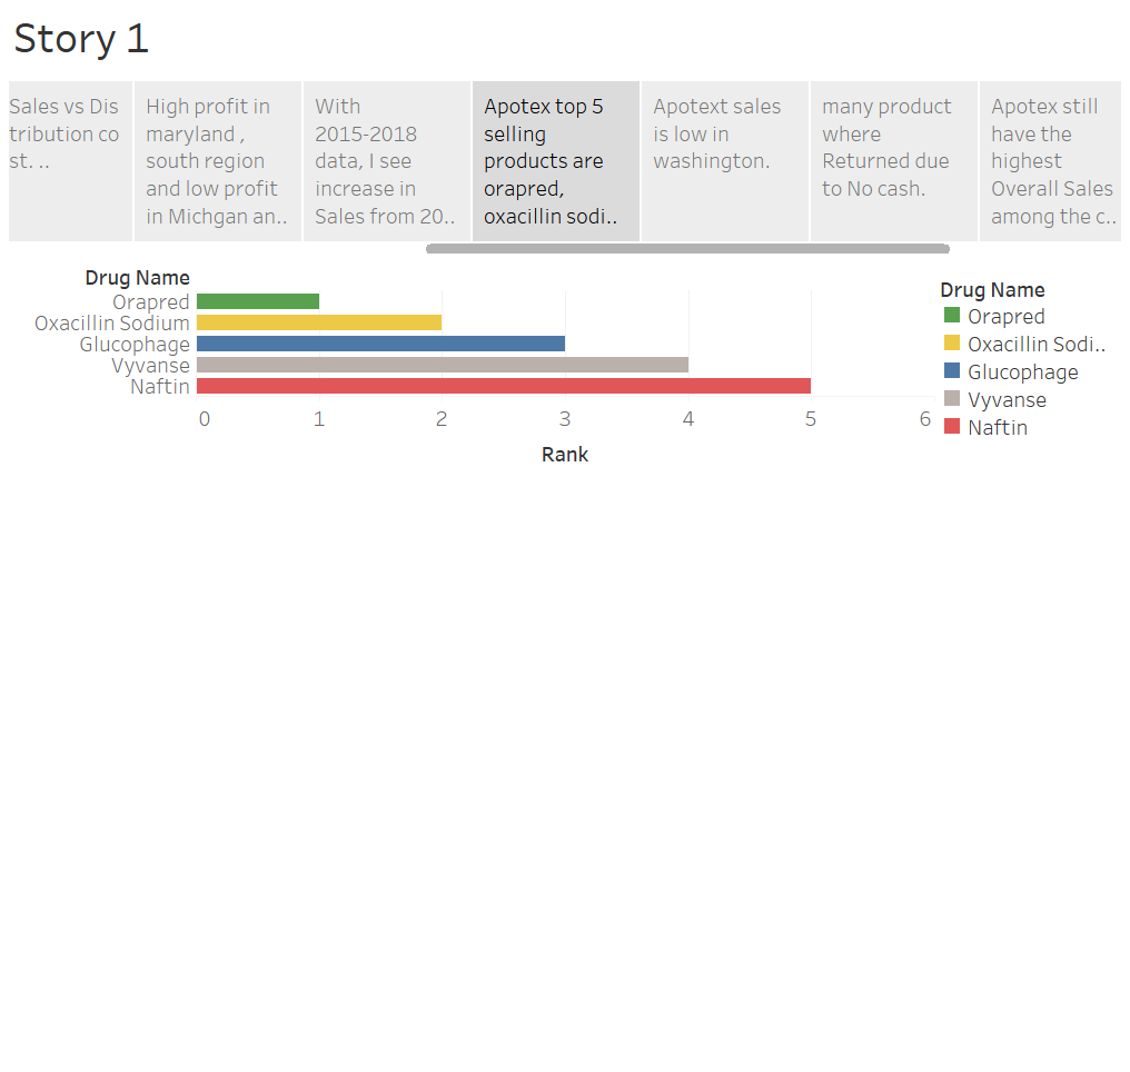 Story 1
Sales vs Dis
tribution co
st. ..
High profit in
maryland ,
south region
and low profit
in Michgan an..
With
2015-2018
data, I see
increase in
Sales from 20..
Apotex top 5
selling
products are
orapred,
oxacillin sodi..
Apotext sales
is low in
washington.
many product
where
Returned due
to No cash.
Apotex still
have the
highest
Overall Sales
among the c..
Drug Name
Orapred
Oxacillin Sodium
Glucophage
Vyvanse
Naftin
0 1 2 3 4 5 6
Rank
Drug Name
Orapred
Oxacillin Sodi..
Glucophage
Vyvanse
Naftin